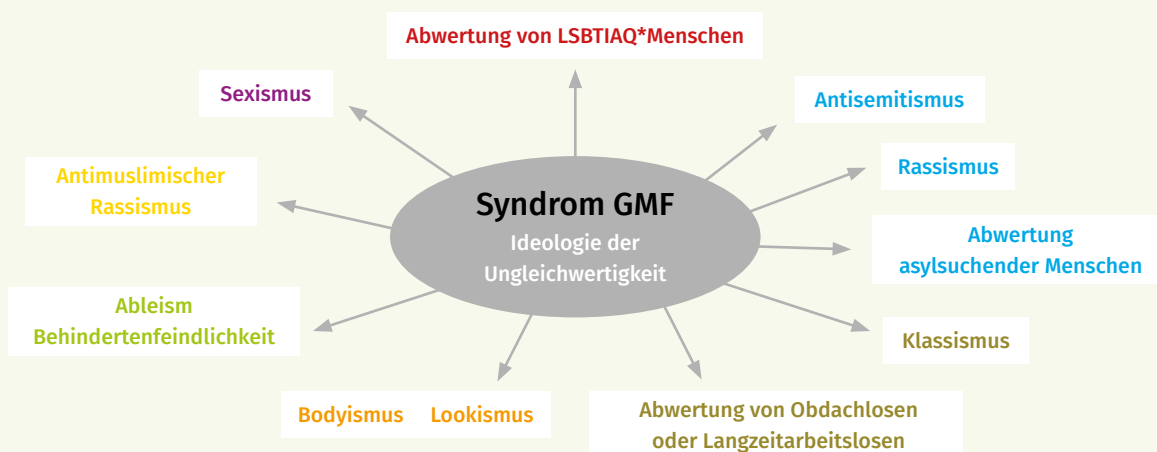 Abwertung von LSBTIAQ*Menschen
Sexismus
Antisemitismus
Antimuslimischer
Rassismus
Rassismus
Syndrom GMF
Ideologie der
Ungleichwertigkeit
Abwertung
asylsuchender Menschen
Ableism
Behindertenfeindlichkeit
Klassismus
Bodyismus Lookismus
Abwertung von Obdachlosen
oder Langzeitarbeitslosen